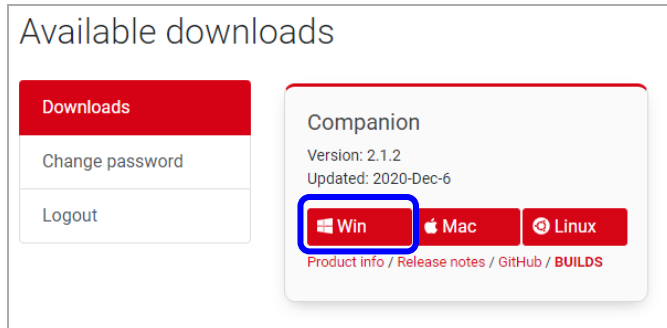 Available downloads
Downloads
Change password
Logout
Companion
Version: 2.1.2
Updated: 2020-Dec-6
Win Mac Linux
Product info / Release notes / GitHub / BUILDS